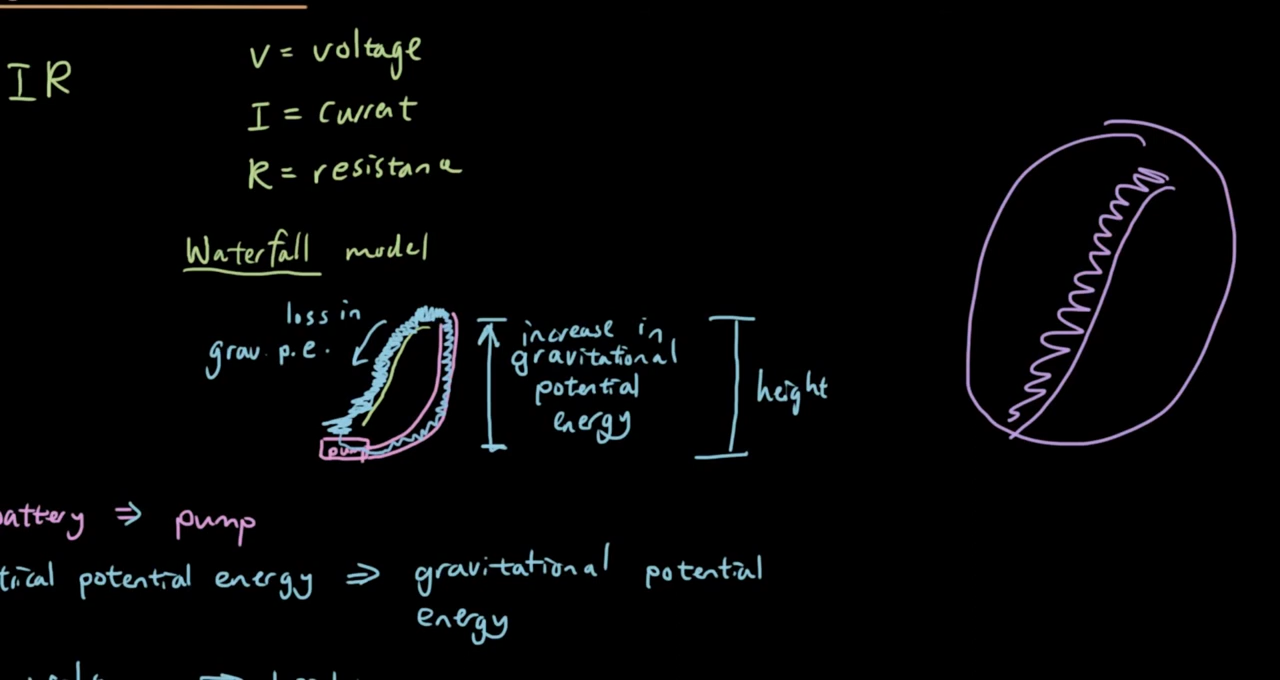 IR
V = voltage
I = current
R = resistance
Waterfall model
loss in
grav. p.e.
increase in
gravitational
potential
energy
height
pump
battery ⇒ pump
trical potential energy ⇒ gravitational potential
energy